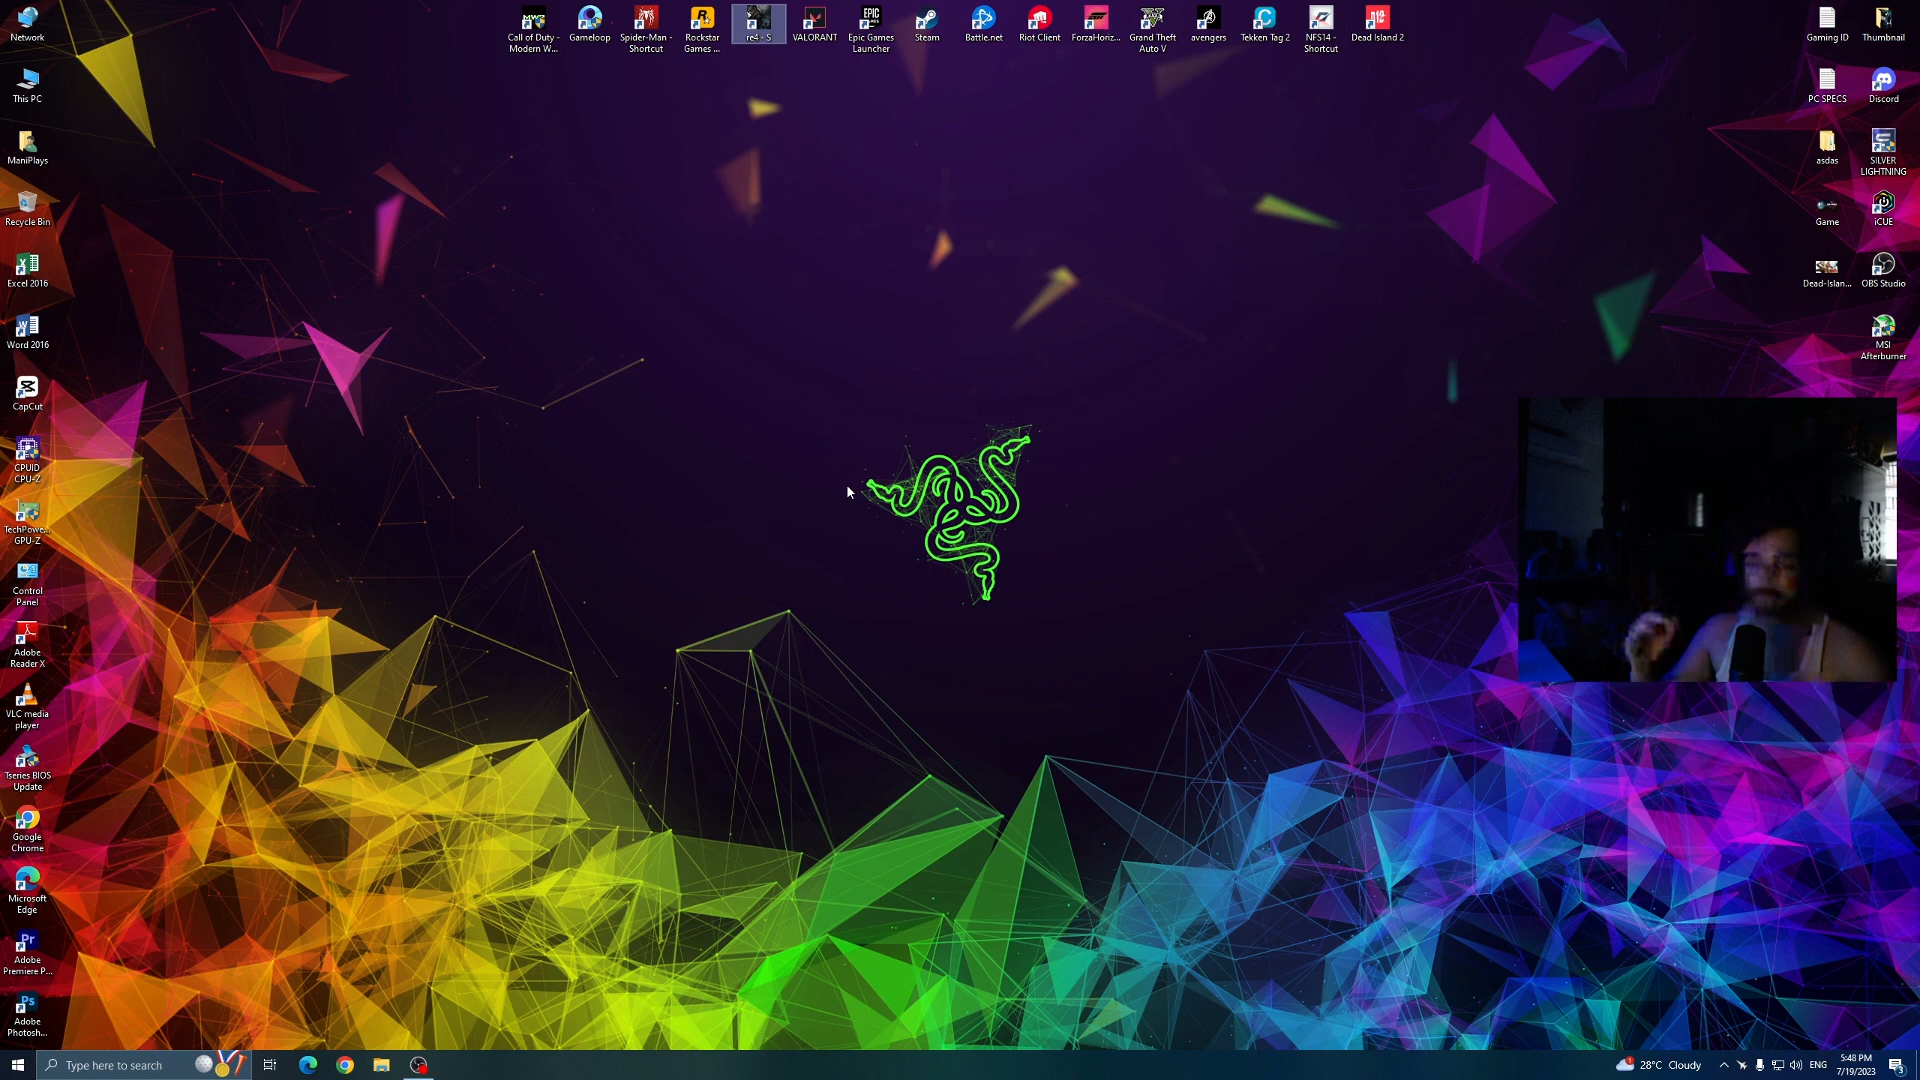 Network
This PC
ManiPlays
Recycle Bin
Excel 2016
Word 2016
CapCut
CPUID
CPU-Z
TechPowe...
GPU-Z
Control
Panel
Adobe
Reader X
VLC media
player
Tseries BIOS
Update
Google
Chrome
Microsoft
Edge
Adobe
Premiere P...
Adobe
Photosh...
Call of Duty -
Modern W...
Gameloop
Spider-Man -
Shortcut
Rockstar
Games ...
re4 - S
VALORANT
Epic Games
Launcher
Steam
Battle.net
Riot Client
ForzaHoriz...
Grand Theft
Auto V
avengers
Tekken Tag 2
NFS14 -
Shortcut
Dead Island 2
Gaming ID
Thumbnail
PC SPECS
Discord
asdas
SILVER
LIGHTNING
Game
iCUE
Dead-Islan...
OBS Studio
MSI
Afterburner
Type here to search
28°C Cloudy
ENG
5:48 PM
7/19/2023
3